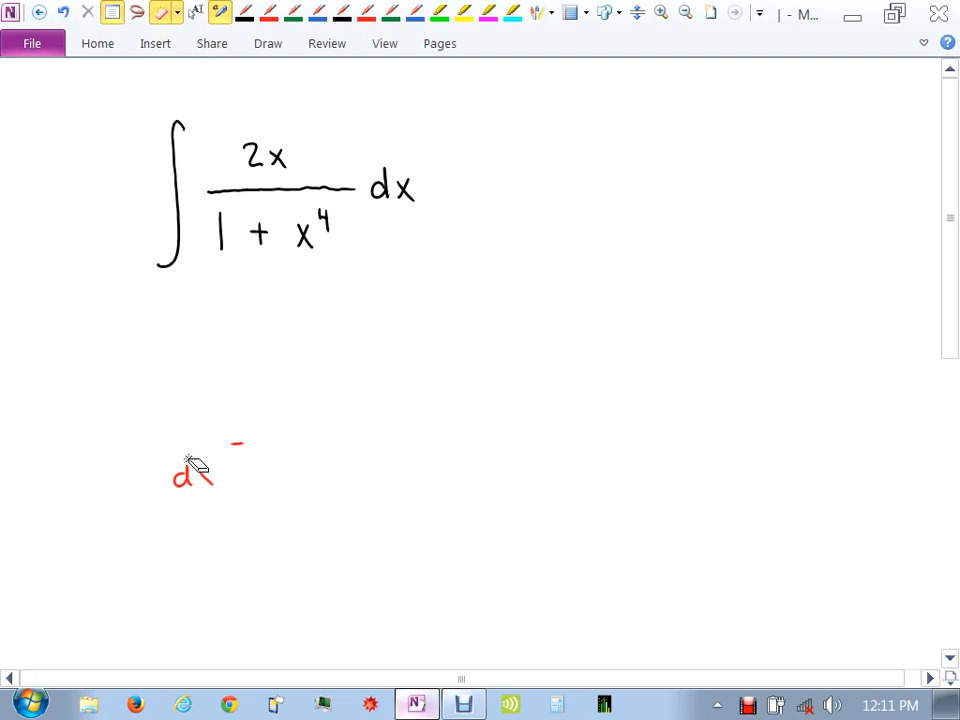 | - M...
File Home Insert Share Draw Review View Pages
∫ 2x / (1 + x⁴) dx
-
d
12:11 PM